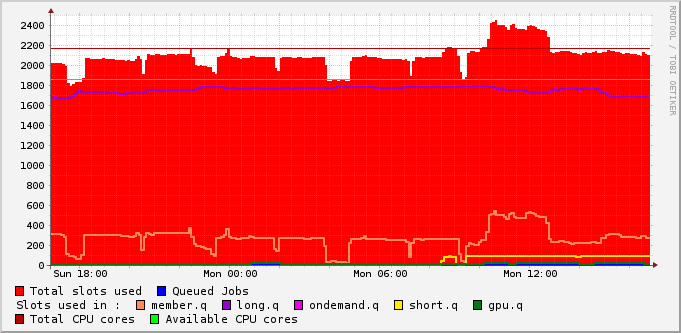 2400
2200
2000
1800
1600
1400
1200
1000
800
600
400
200
0
Sun 18:00 Mon 00:00 Mon 06:00 Mon 12:00
RRDTOOL / TOBI OETIKER
Total slots used Queued Jobs
Slots used in : member.q long.q ondemand.q short.q gpu.q
Total CPU cores Available CPU cores